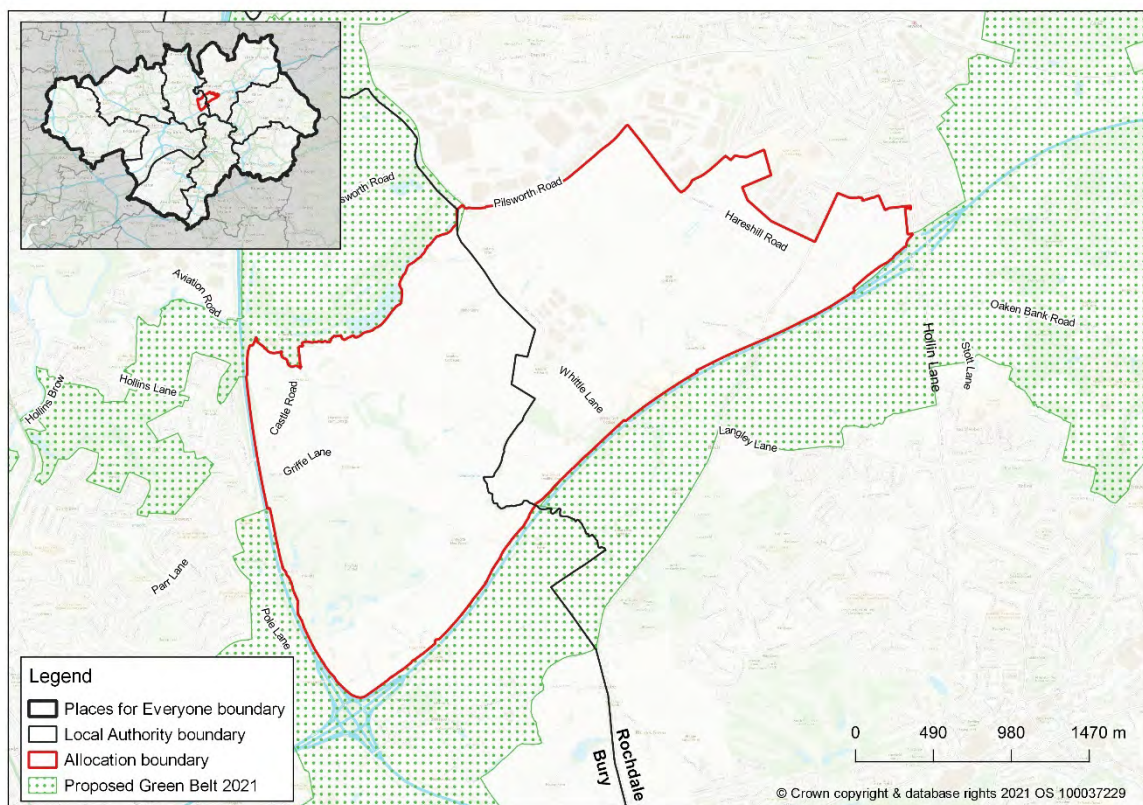 sworth Road
Pilsworth Road
Hareshill Road
Aviation Road
Oaken Bank Road
Hollin Lane
Stott Lane
Hollins Lane
Hollins Brow
Castle Road
Whittle Lane
Langley Lane
Griffe Lane
Parr Lane
Pole Lane
Rochdale
Bury
Legend
Places for Everyone boundary
Local Authority boundary
Allocation boundary
Proposed Green Belt 2021
0 490 980 1470 m
© Crown copyright & database rights 2021 OS 100037229